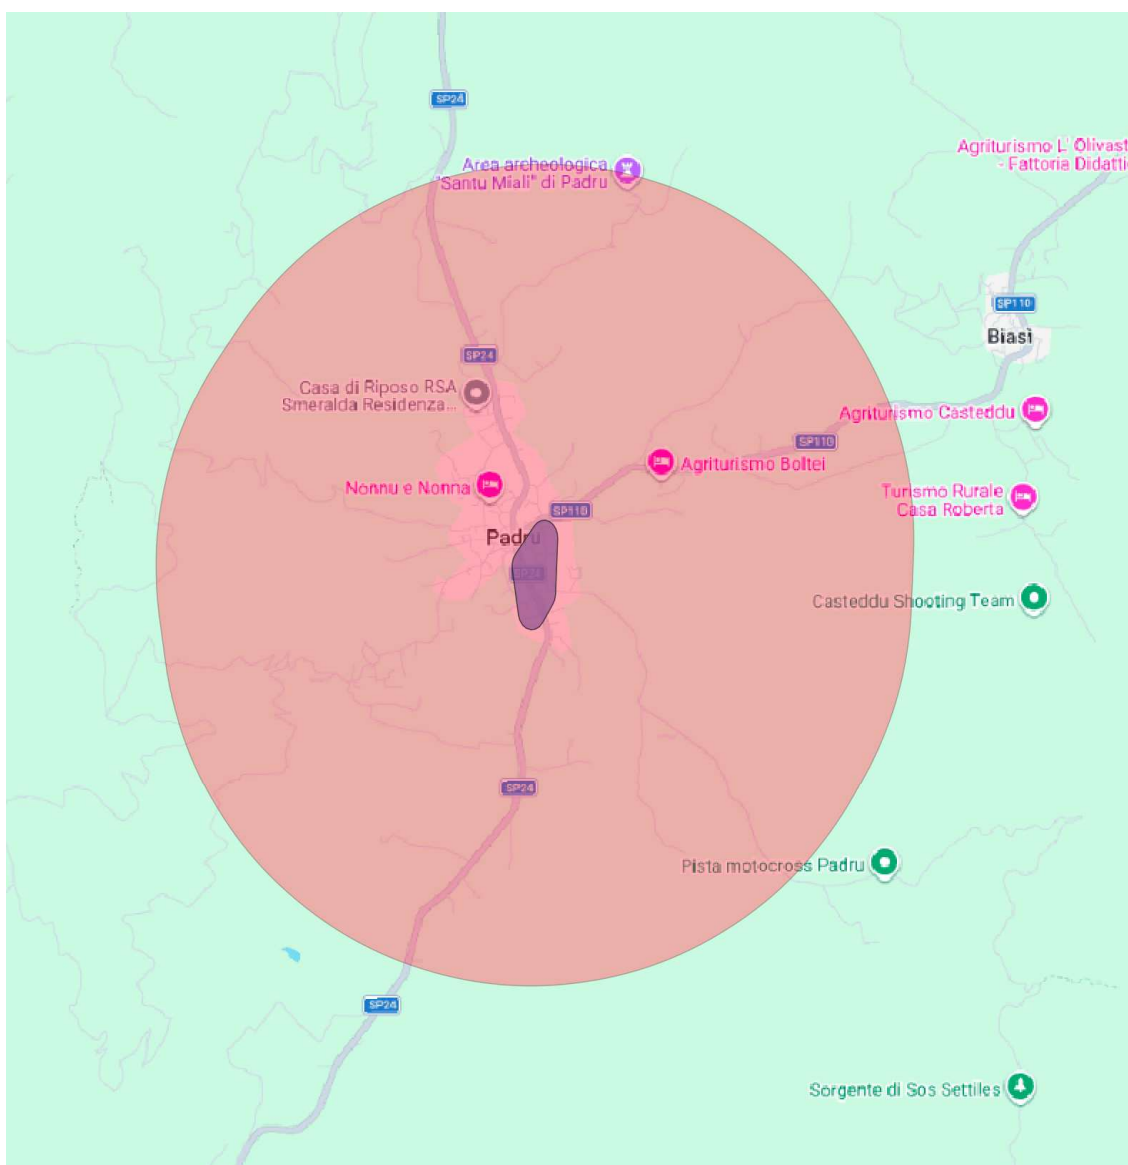 SP24
Agriturismo L' Olivast
- Fattoria Didatti
Area archeologica
"Santu Miali" di Padru
SP110
Biasì
SP24
Casa di Riposo RSA
Smeralda Residenza...
Agriturismo Casteddu
SP110
Agriturismo Boltei
Nonnu e Nonna
Turismo Rurale
Casa Roberta
SP110
Padru
SP24
Casteddu Shooting Team
SP24
Pista motocross Padru
SP24
Sorgente di Sos Settiles